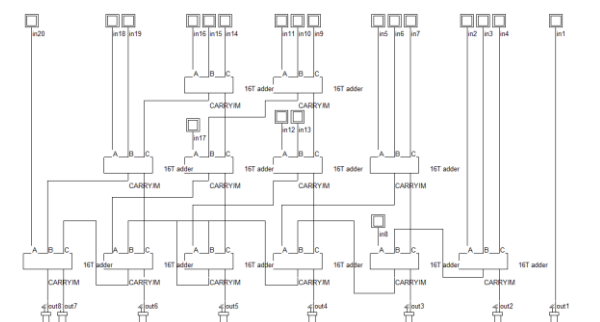 in20 in18 in19 in16 in15 in14 in11 in10 in9 in5 in6 in7 in2 in3 in4 in1
A B C 16T adder A B C 16T adder
CARRYIM CARRYIM
in17 in12 in13
A B C 16T adder A B C 16T adder A B C 16T adder A B C 16T adder
CARRYIM CARRYIM CARRYIM CARRYIM
in8
A B C 16T adder A B C 16T adder A B C 16T adder A B C 16T adder A B C 16T adder A B C 16T adder
CARRYIM CARRYIM CARRYIM CARRYIM CARRYIM CARRYIM
out8 out7 out6 out5 out4 out3 out2 out1